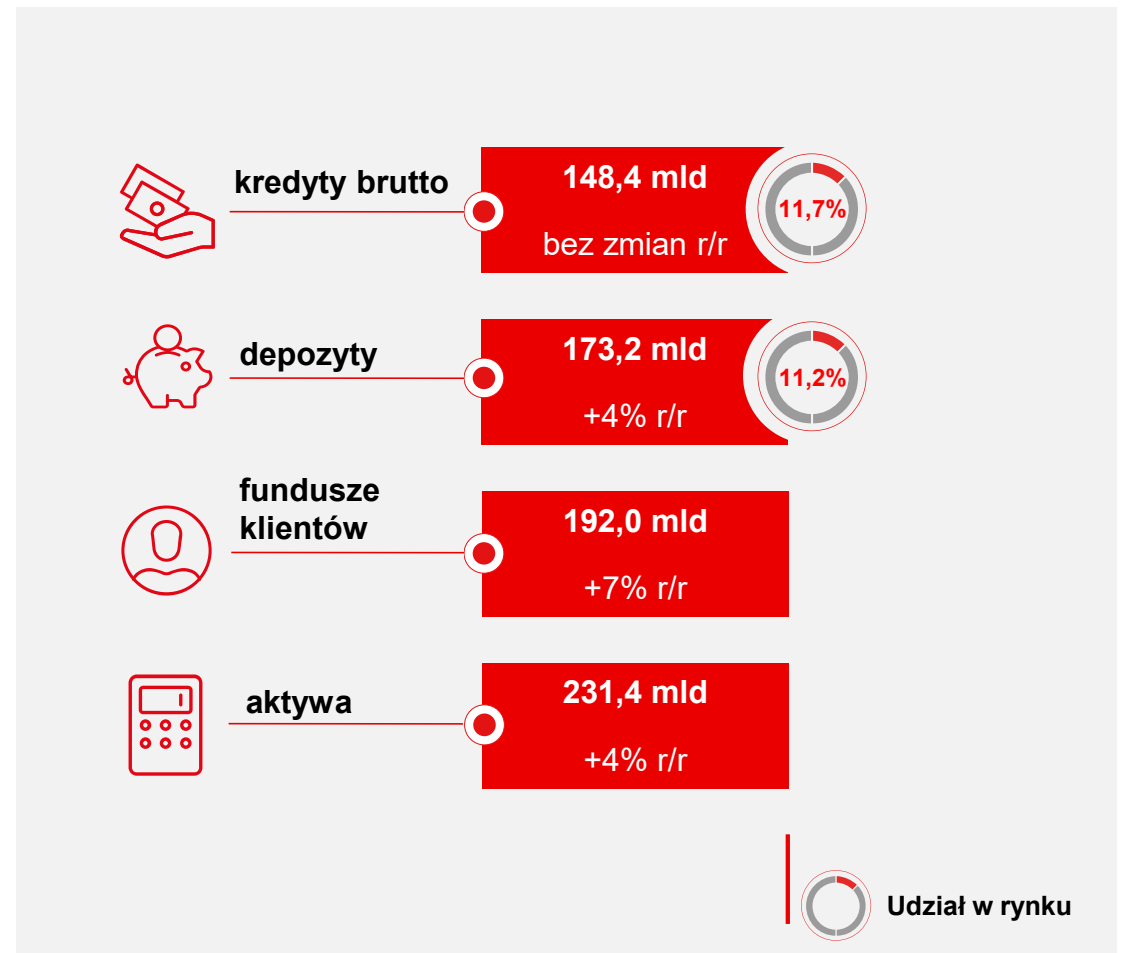 kredyty brutto
148,4 mld
bez zmian r/r
11,7%
depozyty
173,2 mld
+4% r/r
11,2%
fundusze
klientów
192,0 mld
+7% r/r
aktywa
231,4 mld
+4% r/r
Udział w rynku